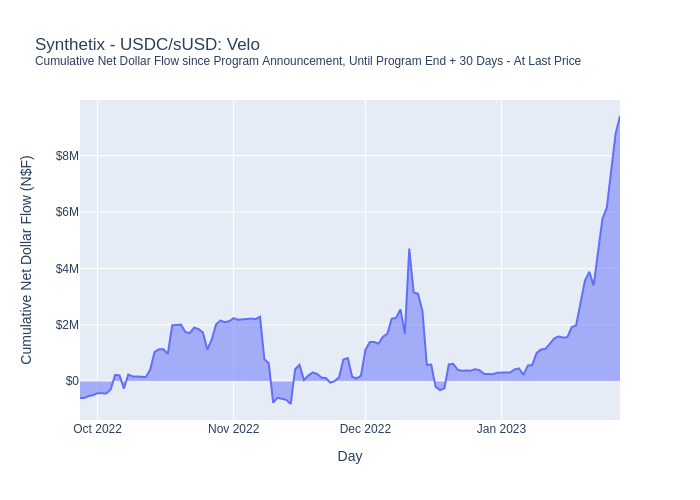 Synthetix - USDC/sUSD: Velo
Cumulative Net Dollar Flow since Program Announcement, Until Program End + 30 Days - At Last Price
Cumulative Net Dollar Flow (N$F)
$8M
$6M
$4M
$2M
$0
Oct 2022
Nov 2022
Dec 2022
Jan 2023
Day